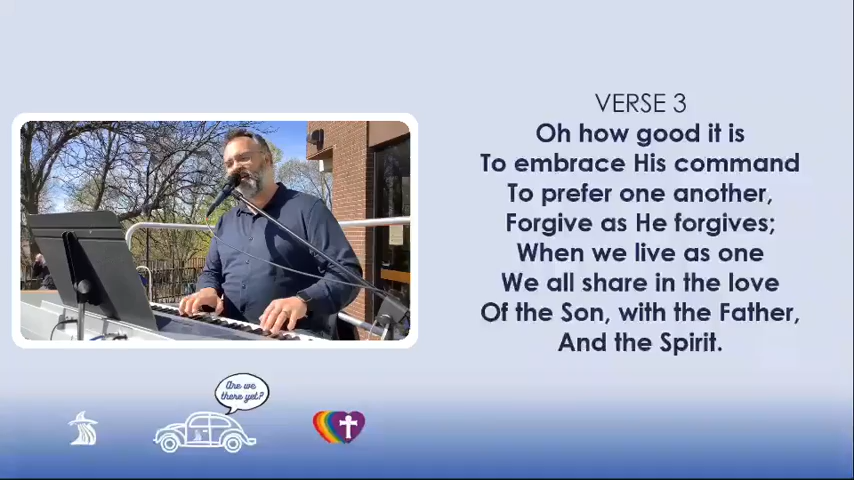 VERSE 3
Oh how good it is
To embrace His command
To prefer one another,
Forgive as He forgives;
When we live as one
We all share in the love
Of the Son, with the Father,
And the Spirit.
Are we
there yet?